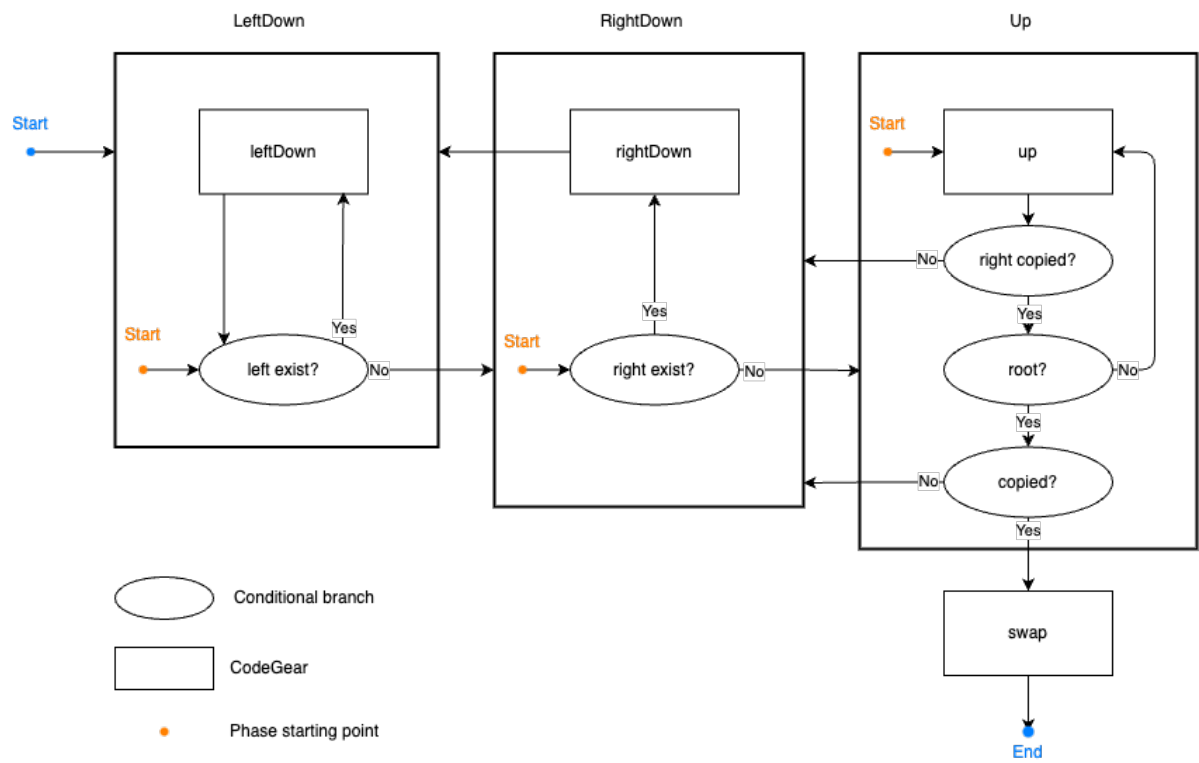 LeftDown
RightDown
Up
Start
leftDown
rightDown
Start
up
No
right copied?
Yes
Yes
Yes
Start
left exist?
No
Start
right exist?
No
root?
No
Yes
No
copied?
Yes
Conditional branch
swap
CodeGear
Phase starting point
End